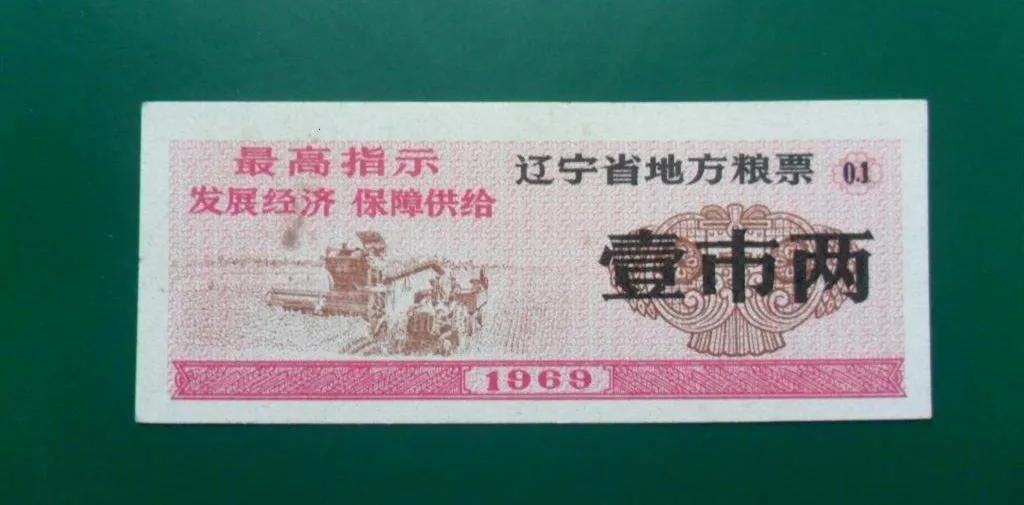 最高指示
发展经济 保障供给
辽宁省地方粮票 0.1
壹市两
1969